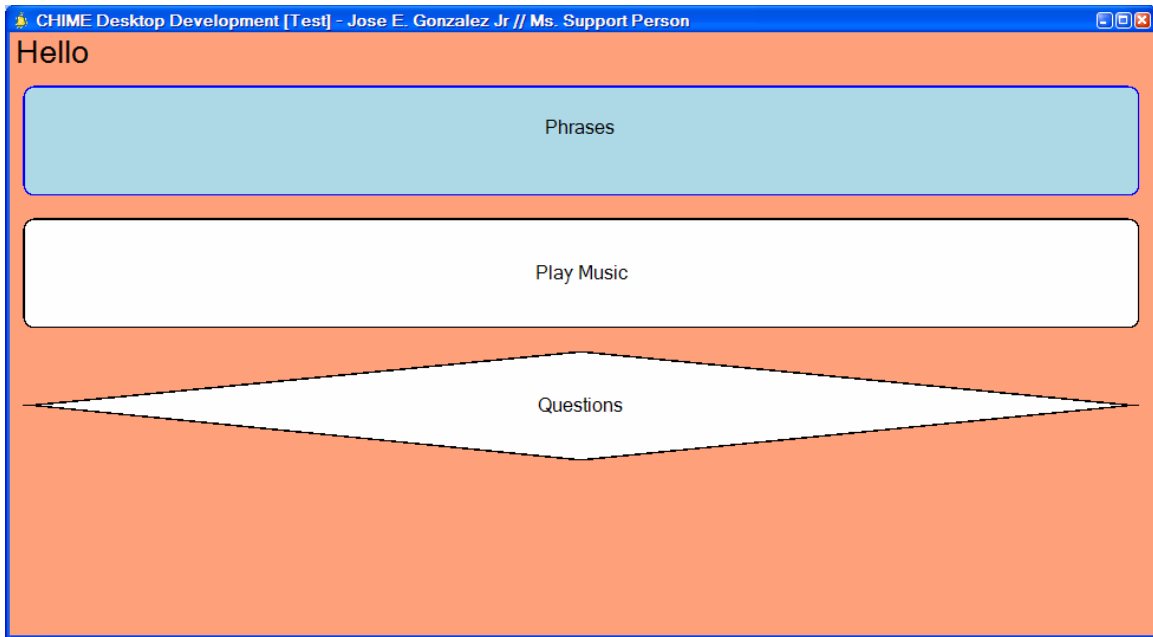 CHIME Desktop Development [Test] - Jose E. Gonzalez Jr // Ms. Support Person
Hello
Phrases
Play Music
Questions